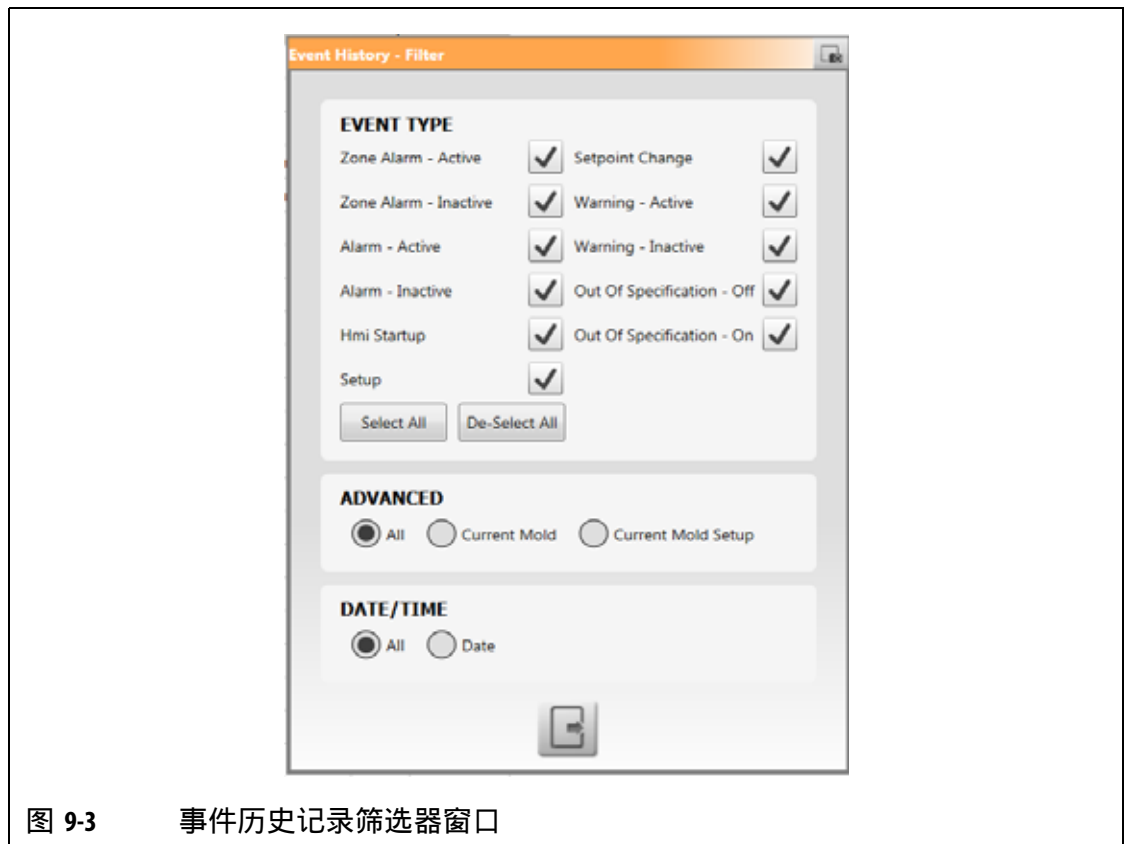 Event History - Filter
EVENT TYPE
Zone Alarm - Active Setpoint Change
Zone Alarm - Inactive Warning - Active
Alarm - Active Warning - Inactive
Alarm - Inactive Out Of Specification - Off
Hmi Startup Out Of Specification - On
Setup
Select All De-Select All
ADVANCED
All Current Mold Current Mold Setup
DATE/TIME
All Date
图 9-3 事件历史记录筛选器窗口